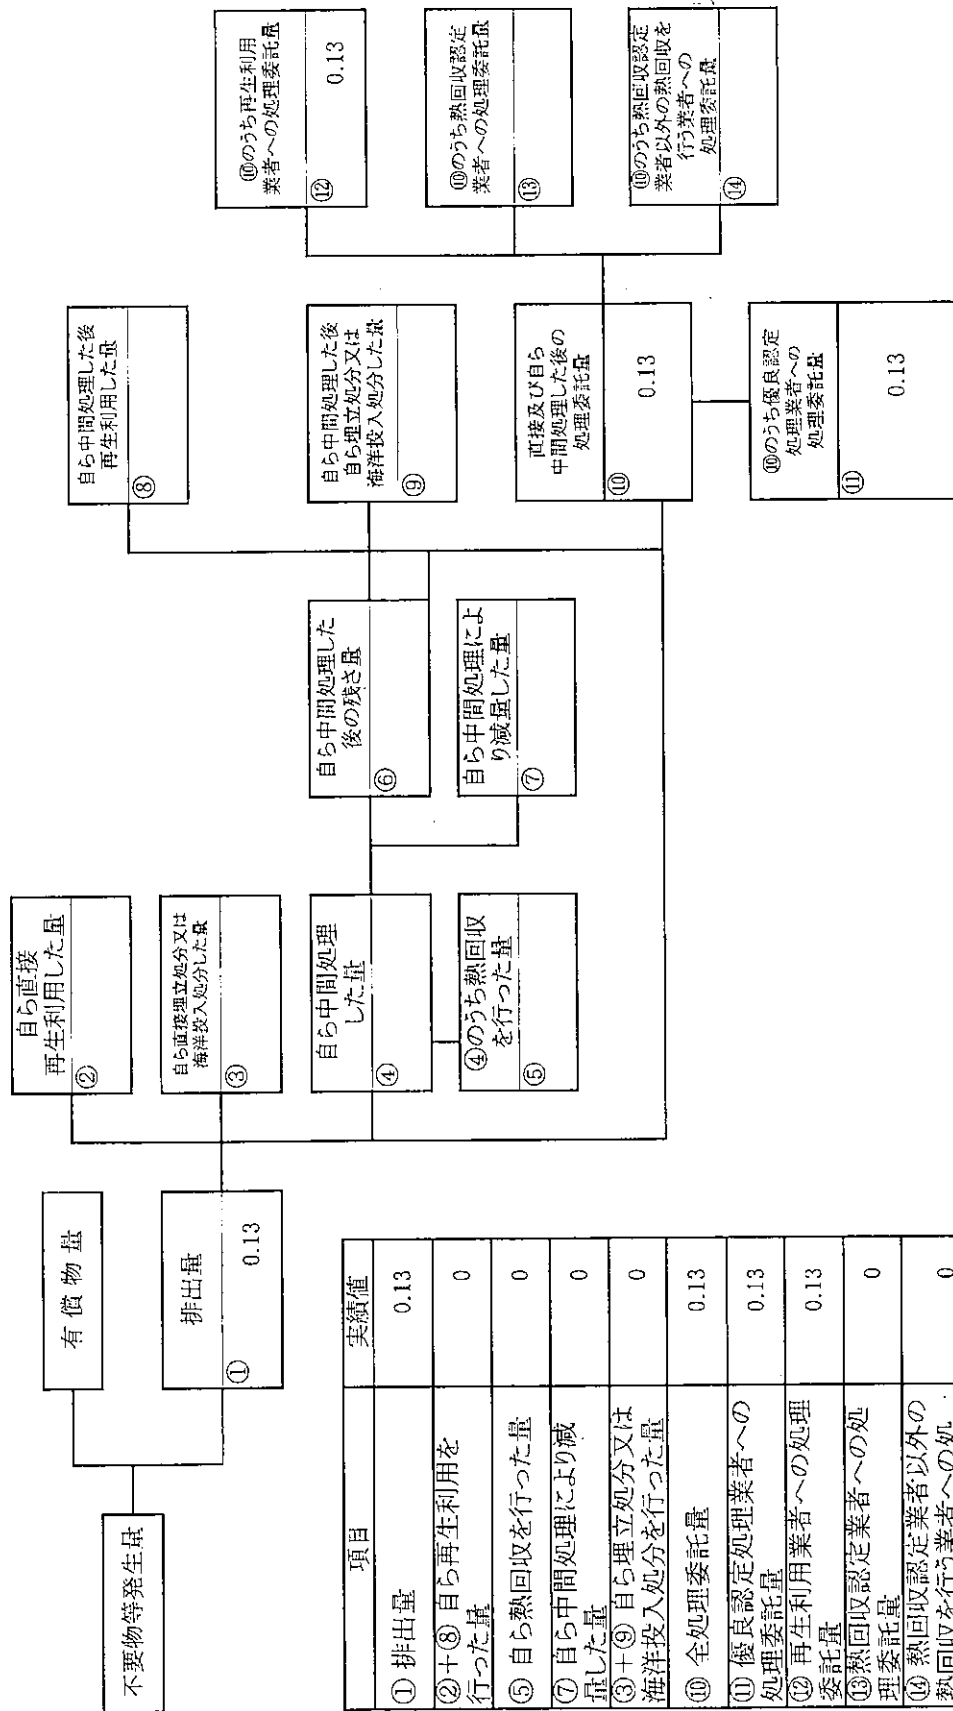 不要物等発生量
有償物量
排出量
①
0.13
自ら直接
再生利用した量
②
自ら直接埋立処分又は
海洋投入処分した量
③
自ら中間処理
した量
④
④のうち熱回収
を行った量
⑤
自ら中間処理した
後の残さ量
⑥
自ら中間処理によ
り減量した量
⑦
自ら中間処理した後
再生利用した量
⑧
自ら中間処理した後
自ら埋立処分又は
海洋投入処分した量
⑨
直接及び自ら
中間処理した後の
処理委託量
⑩
0.13
⑩のうち優良認定
処理業者への
処理委託量
⑪
0.13
⑩のうち再生利用
業者への処理委託量
⑫
0.13
⑩のうち熱回収認定
業者への処理委託量
⑬
⑩のうち熱回収認定
業者以外の熱回収を
行う業者への
処理委託量
⑭
項目 実績値
①排出量 0.13
②+⑧ 自ら再生利用を
行った量 0
⑤ 自ら熱回収を行った量 0
⑦ 自ら中間処理により減
量した量 0
③+⑨ 自ら埋立処分又は
海洋投入処分を行った量 0
⑩ 全処理委託量 0.13
⑪ 優良認定処理業者への
処理委託量 0.13
⑫ 再生利用業者への処理
委託量 0.13
⑬熱回収認定業者への処
理委託量 0
⑭ 熱回収認定業者以外の
熱回収を行う業者への処 0